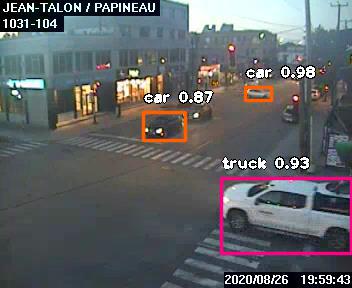 JEAN-TALON / PAPINEAU
1031-104
car 0.98
car 0.87
truck 0.93
2020/08/26 19:59:43